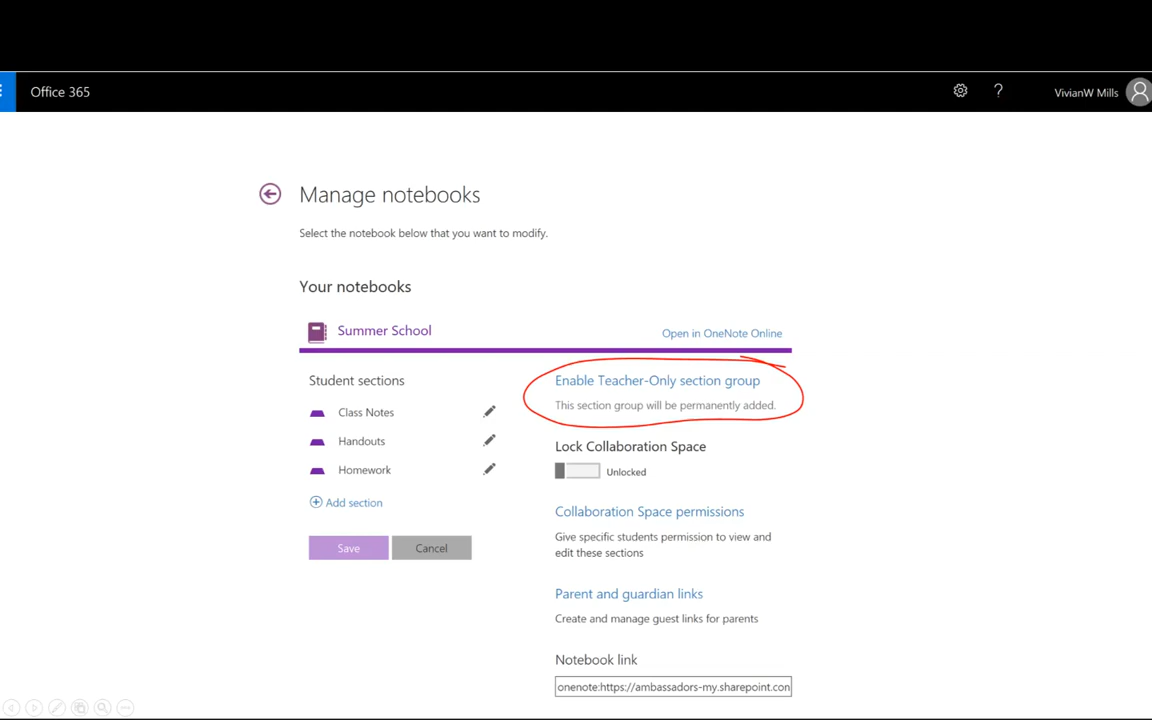 Office 365
?
VivianW Mills
Manage notebooks
Select the notebook below that you want to modify.
Your notebooks
Summer School
Open in OneNote Online
Student sections
Class Notes
Handouts
Homework
Add section
Save
Cancel
Enable Teacher-Only section group
This section group will be permanently added.
Lock Collaboration Space
Unlocked
Collaboration Space permissions
Give specific students permission to view and
edit these sections
Parent and guardian links
Create and manage guest links for parents
Notebook link
onenote:https://ambassadors-my.sharepoint.con